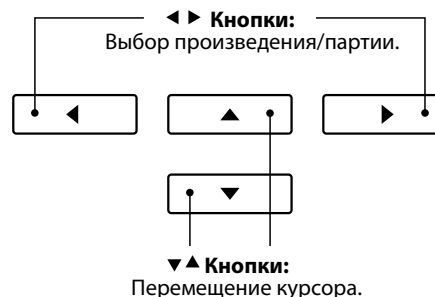 ◀ ▶ Кнопки:
Выбор произведения/партии.
◀ ▲ ▶
▼
▼▲ Кнопки:
Перемещение курсора.